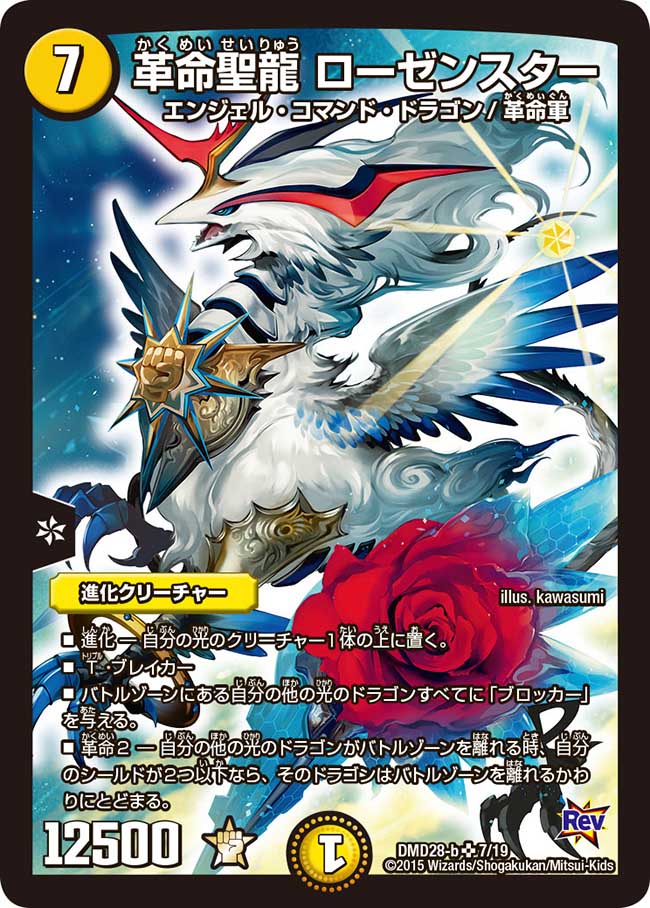 7
かくめいせいりゅう
革命聖龍 ローゼンスター
かくめいぐん
エンジェル・コマンド・ドラゴン / 革命軍
進化クリーチャー
illus. kawasumi
■ 進化 — 自分の光のクリーチャー1体の上に置く。
■ T・ブレイカー
■ バトルゾーンにある自分の他の光のドラゴンすべてに「ブロッカー」
を与える。
■ 革命2 — 自分の他の光のドラゴンがバトルゾーンを離れる時、自分
のシールドが2つ以下なら、そのドラゴンはバトルゾーンを離れるかわ
りにとどまる。
12500
1
Rev
DMD28-b 7/19
©2015 Wizards/Shogakukan/Mitsui-Kids